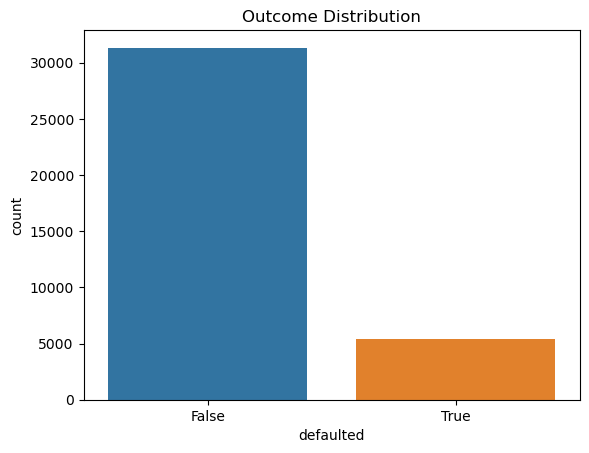 Outcome Distribution
30000
25000
20000
15000
10000
5000
0
count
False
True
defaulted